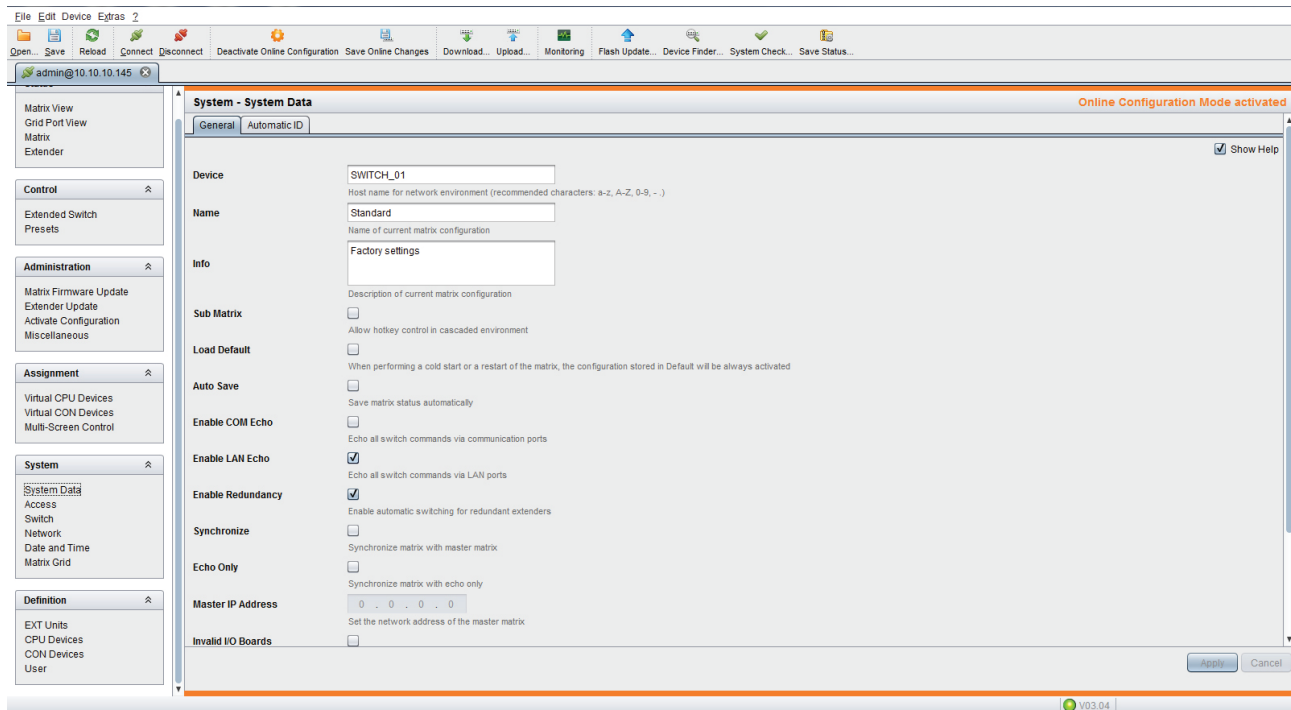 File Edit Device Extras ?
Open... Save Reload Connect Disconnect Deactivate Online Configuration Save Online Changes Download... Upload... Monitoring Flash Update... Device Finder... System Check... Save Status...
admin@10.10.10.145
Status
Matrix View
Grid Port View
Matrix
Extender
Control
Extended Switch
Presets
Administration
Matrix Firmware Update
Extender Update
Activate Configuration
Miscellaneous
Assignment
Virtual CPU Devices
Virtual CON Devices
Multi-Screen Control
System
System Data
Access
Switch
Network
Date and Time
Matrix Grid
Definition
EXT Units
CPU Devices
CON Devices
User
System - System Data
Online Configuration Mode activated
General Automatic ID
Show Help
Device SWITCH_01
Host name for network environment (recommended characters: a-z, A-Z, 0-9, - .)
Name Standard
Name of current matrix configuration
Info Factory settings
Description of current matrix configuration
Sub Matrix
Allow hotkey control in cascaded environment
Load Default
When performing a cold start or a restart of the matrix, the configuration stored in Default will be always activated
Auto Save
Save matrix status automatically
Enable COM Echo
Echo all switch commands via communication ports
Enable LAN Echo
Echo all switch commands via LAN ports
Enable Redundancy
Enable automatic switching for redundant extenders
Synchronize
Synchronize matrix with master matrix
Echo Only
Synchronize matrix with echo only
Master IP Address 0 . 0 . 0 . 0
Set the network address of the master matrix
Invalid I/O Boards
Apply Cancel
V03.04